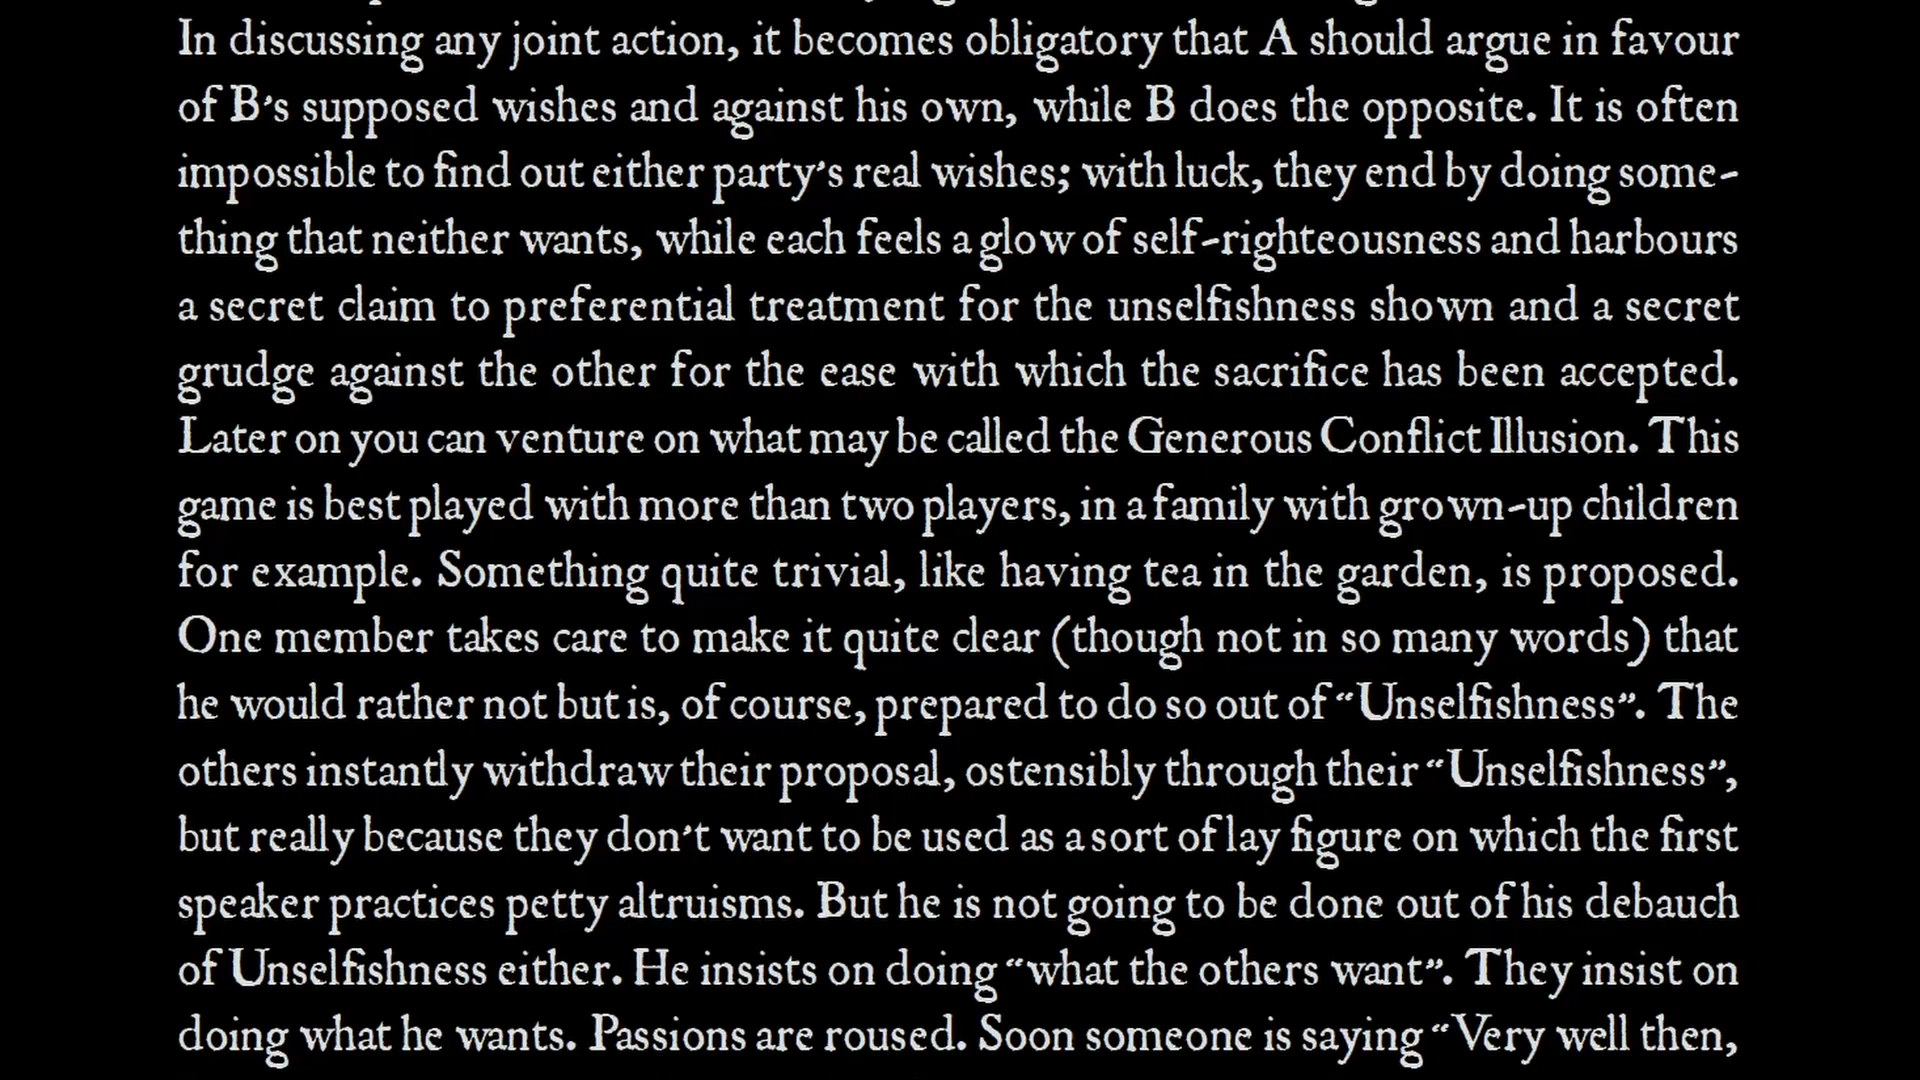 In discussing any joint action, it becomes obligatory that A should argue in favour
of B's supposed wishes and against his own, while B does the opposite. It is often
impossible to find out either party's real wishes; with luck, they end by doing some-
thing that neither wants, while each feels a glow of self-righteousness and harbours
a secret claim to preferential treatment for the unselfishness shown and a secret
grudge against the other for the ease with which the sacrifice has been accepted.
Later on you can venture on what may be called the Generous Conflict Illusion. This
game is best played with more than two players, in a family with grown-up children
for example. Something quite trivial, like having tea in the garden, is proposed.
One member takes care to make it quite clear (though not in so many words) that
he would rather not but is, of course, prepared to do so out of “Unselfishness”. The
others instantly withdraw their proposal, ostensibly through their “Unselfishness”,
but really because they don't want to be used as a sort of lay figure on which the first
speaker practices petty altruisms. But he is not going to be done out of his debauch
of Unselfishness either. He insists on doing “what the others want”. They insist on
doing what he wants. Passions are roused. Soon someone is saying “Very well then,